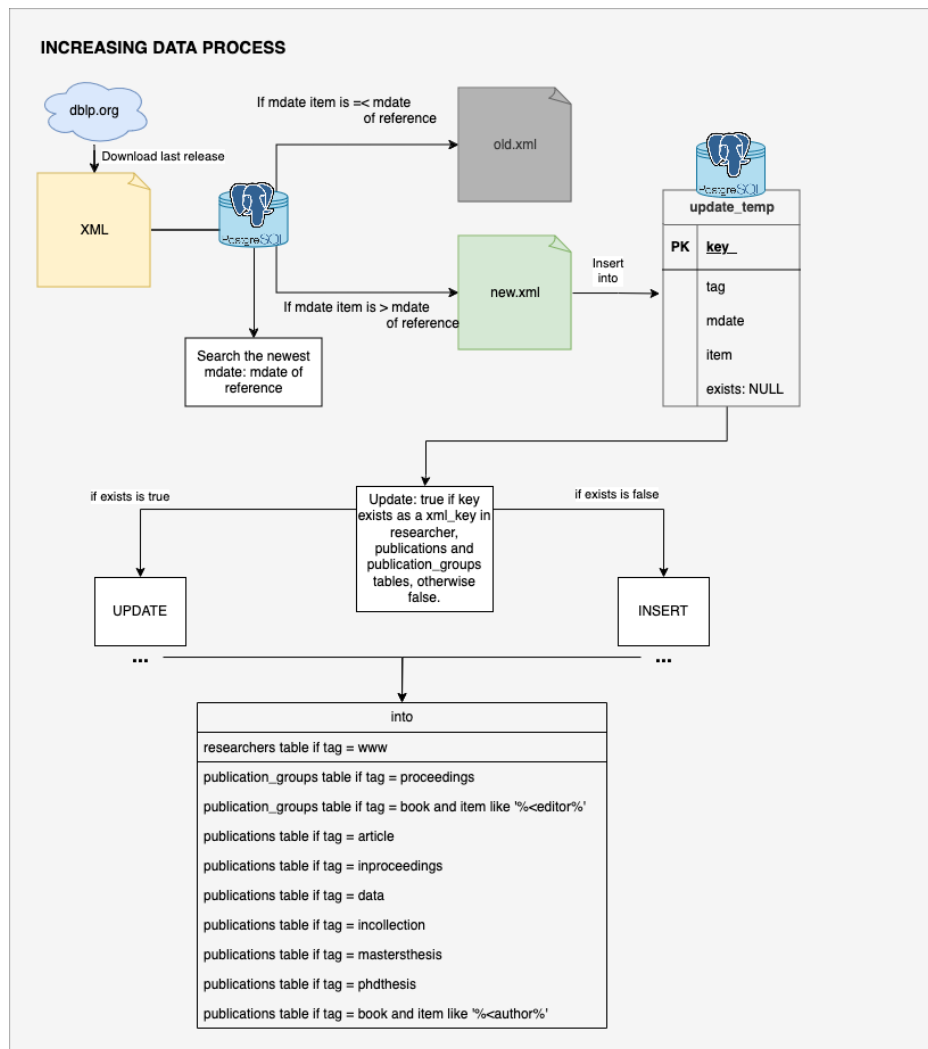 INCREASING DATA PROCESS
dblp.org
Download last release
XML
PostgreSQL
If mdate item is =< mdate
of reference
old.xml
If mdate item is > mdate
of reference
new.xml
Search the newest
mdate: mdate of
reference
Insert
into
PostgreSQL
update_temp
PK key_
tag
mdate
item
exists: NULL
if exists is true
Update: true if key
exists as a xml_key in
researcher,
publications and
publication_groups
tables, otherwise
false.
if exists is false
UPDATE
INSERT
...
...
into
researchers table if tag = www
publication_groups table if tag = proceedings
publication_groups table if tag = book and item like '%<editor%'
publications table if tag = article
publications table if tag = inproceedings
publications table if tag = data
publications table if tag = incollection
publications table if tag = mastersthesis
publications table if tag = phdthesis
publications table if tag = book and item like '%<author%'